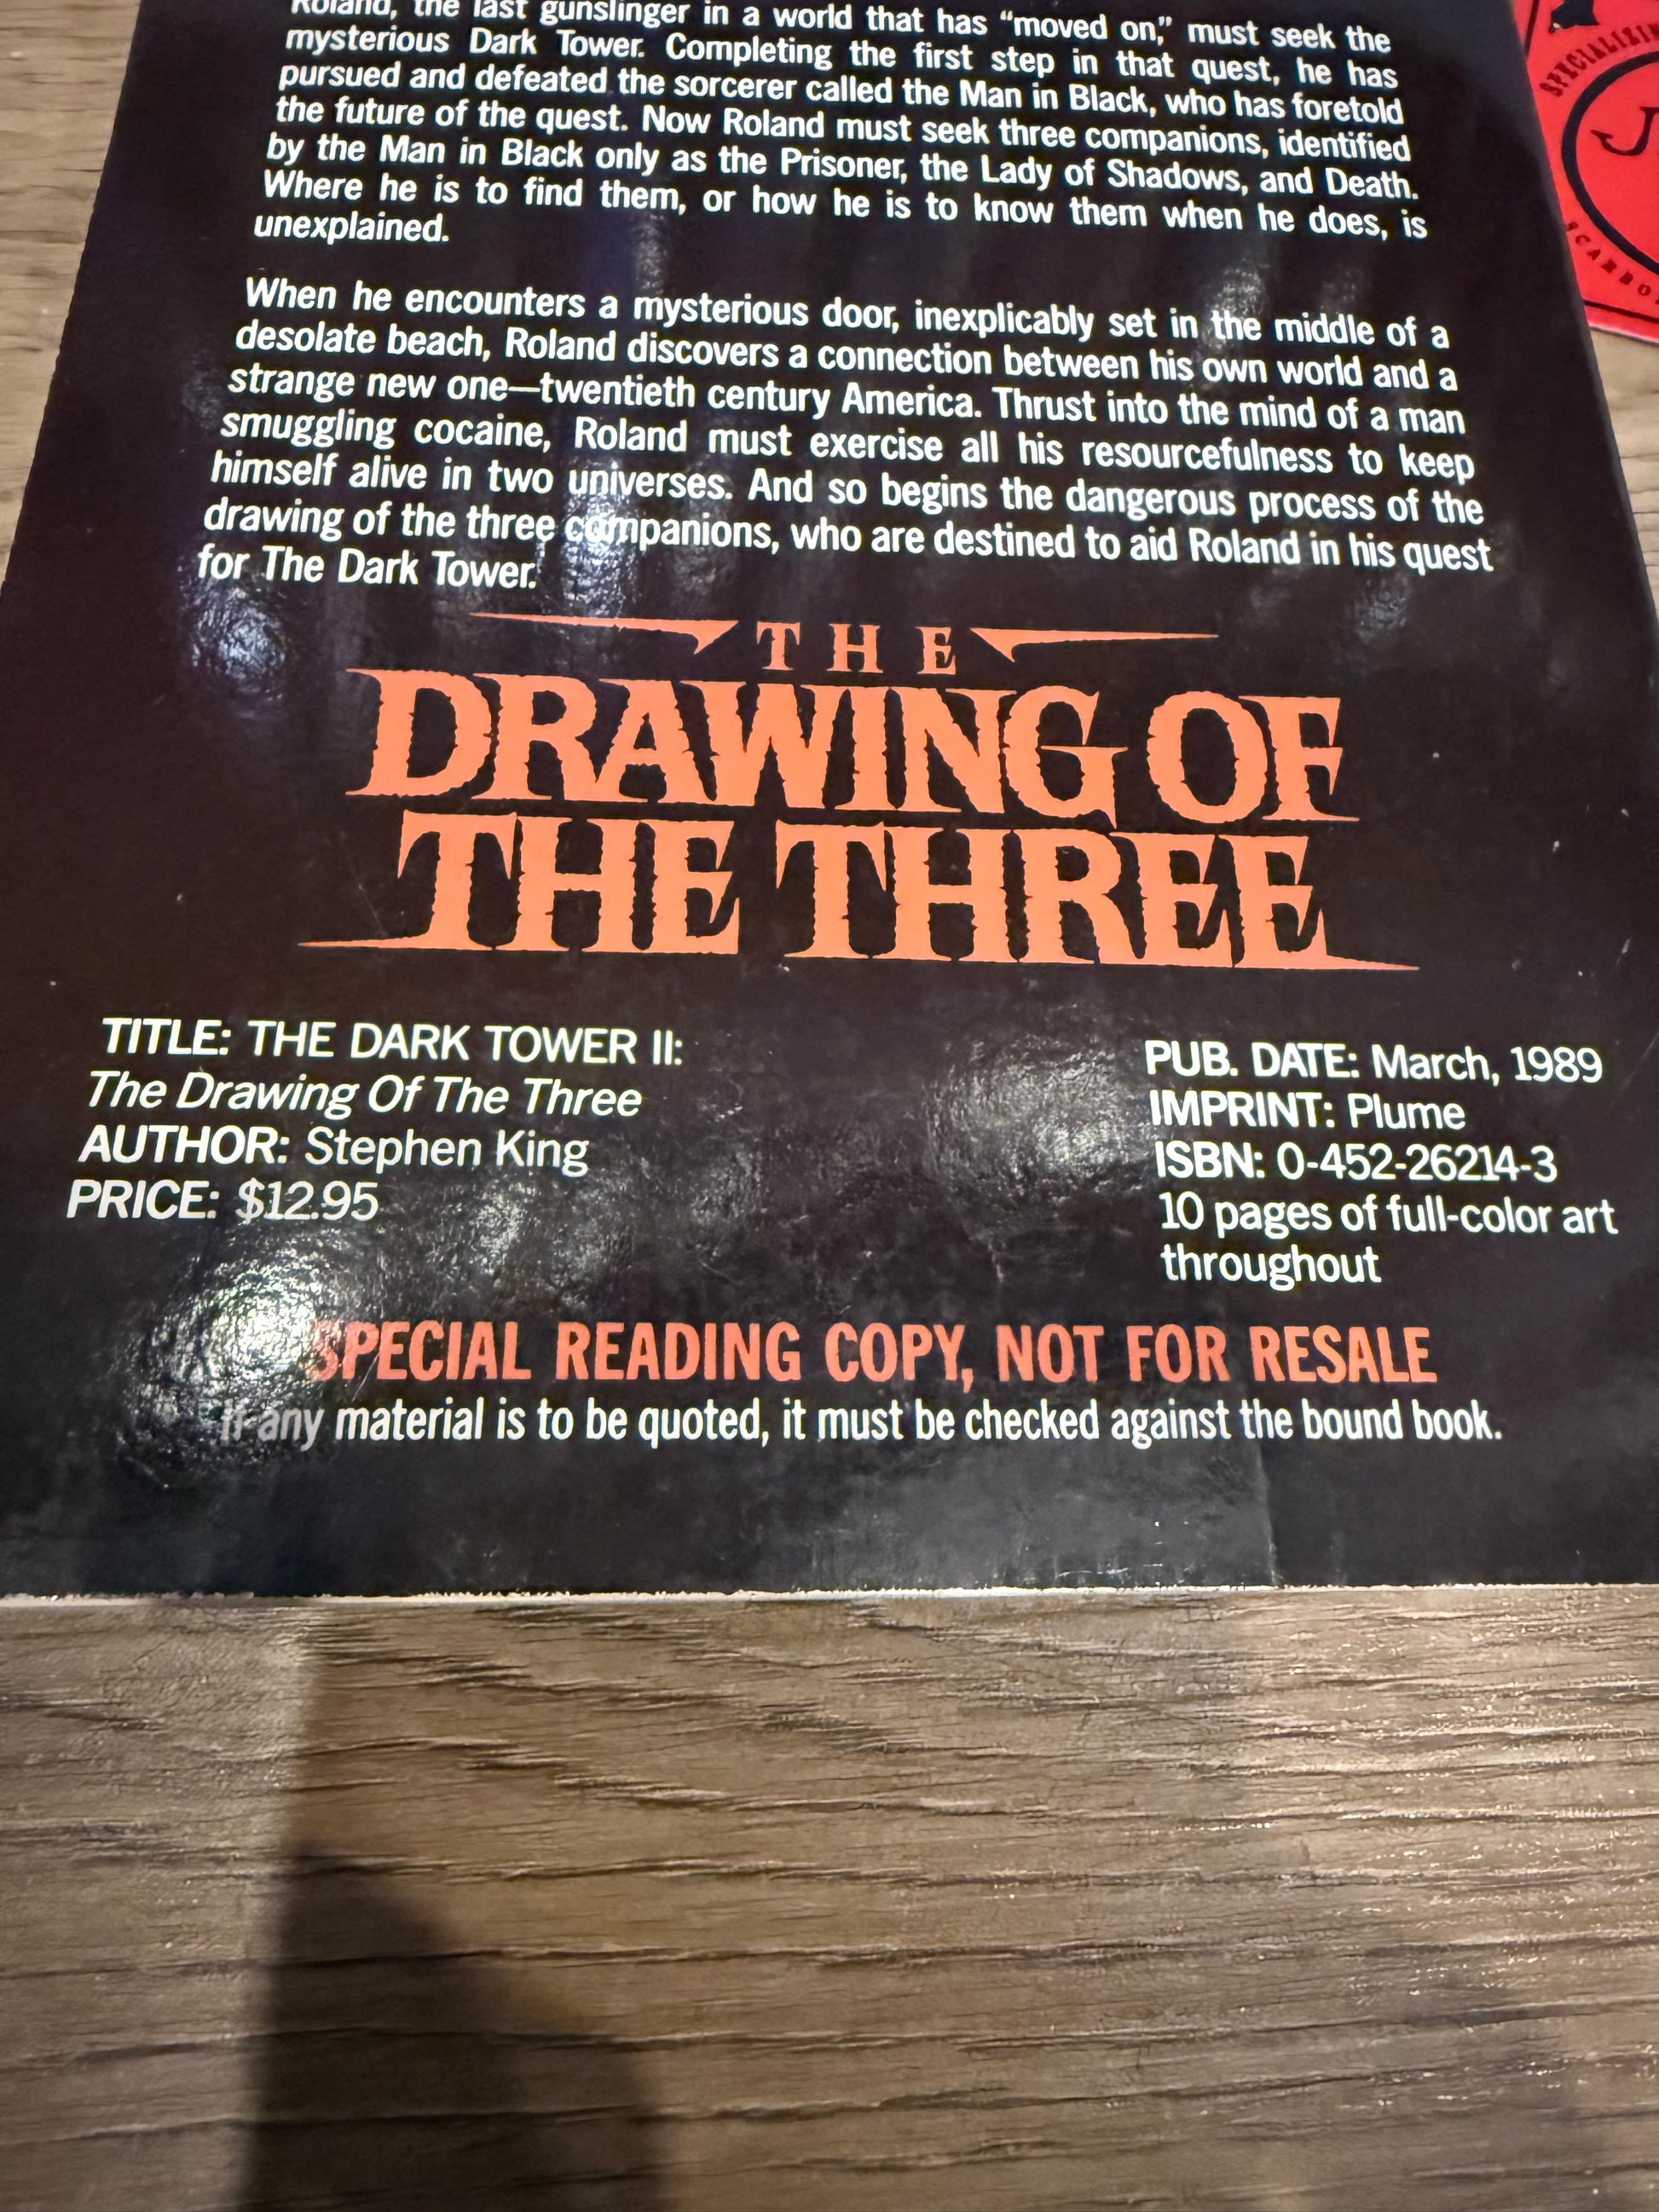 Roland, the last gunslinger in a world that has “moved on,” must seek the
mysterious Dark Tower. Completing the first step in that quest, he has
pursued and defeated the sorcerer called the Man in Black, who has foretold
the future of the quest. Now Roland must seek three companions, identified
by the Man in Black only as the Prisoner, the Lady of Shadows, and Death.
Where he is to find them, or how he is to know them when he does, is
unexplained.
When he encounters a mysterious door, inexplicably set in the middle of a
desolate beach, Roland discovers a connection between his own world and a
strange new one—twentieth century America. Thrust into the mind of a man
smuggling cocaine, Roland must exercise all his resourcefulness to keep
himself alive in two universes. And so begins the dangerous process of the
drawing of the three companions, who are destined to aid Roland in his quest
for The Dark Tower.
THE
DRAWING OF
THE THREE
TITLE: THE DARK TOWER II:
The Drawing Of The Three
AUTHOR: Stephen King
PRICE: $12.95
PUB. DATE: March, 1989
IMPRINT: Plume
ISBN: 0-452-26214-3
10 pages of full-color art
throughout
SPECIAL READING COPY, NOT FOR RESALE
If any material is to be quoted, it must be checked against the bound book.